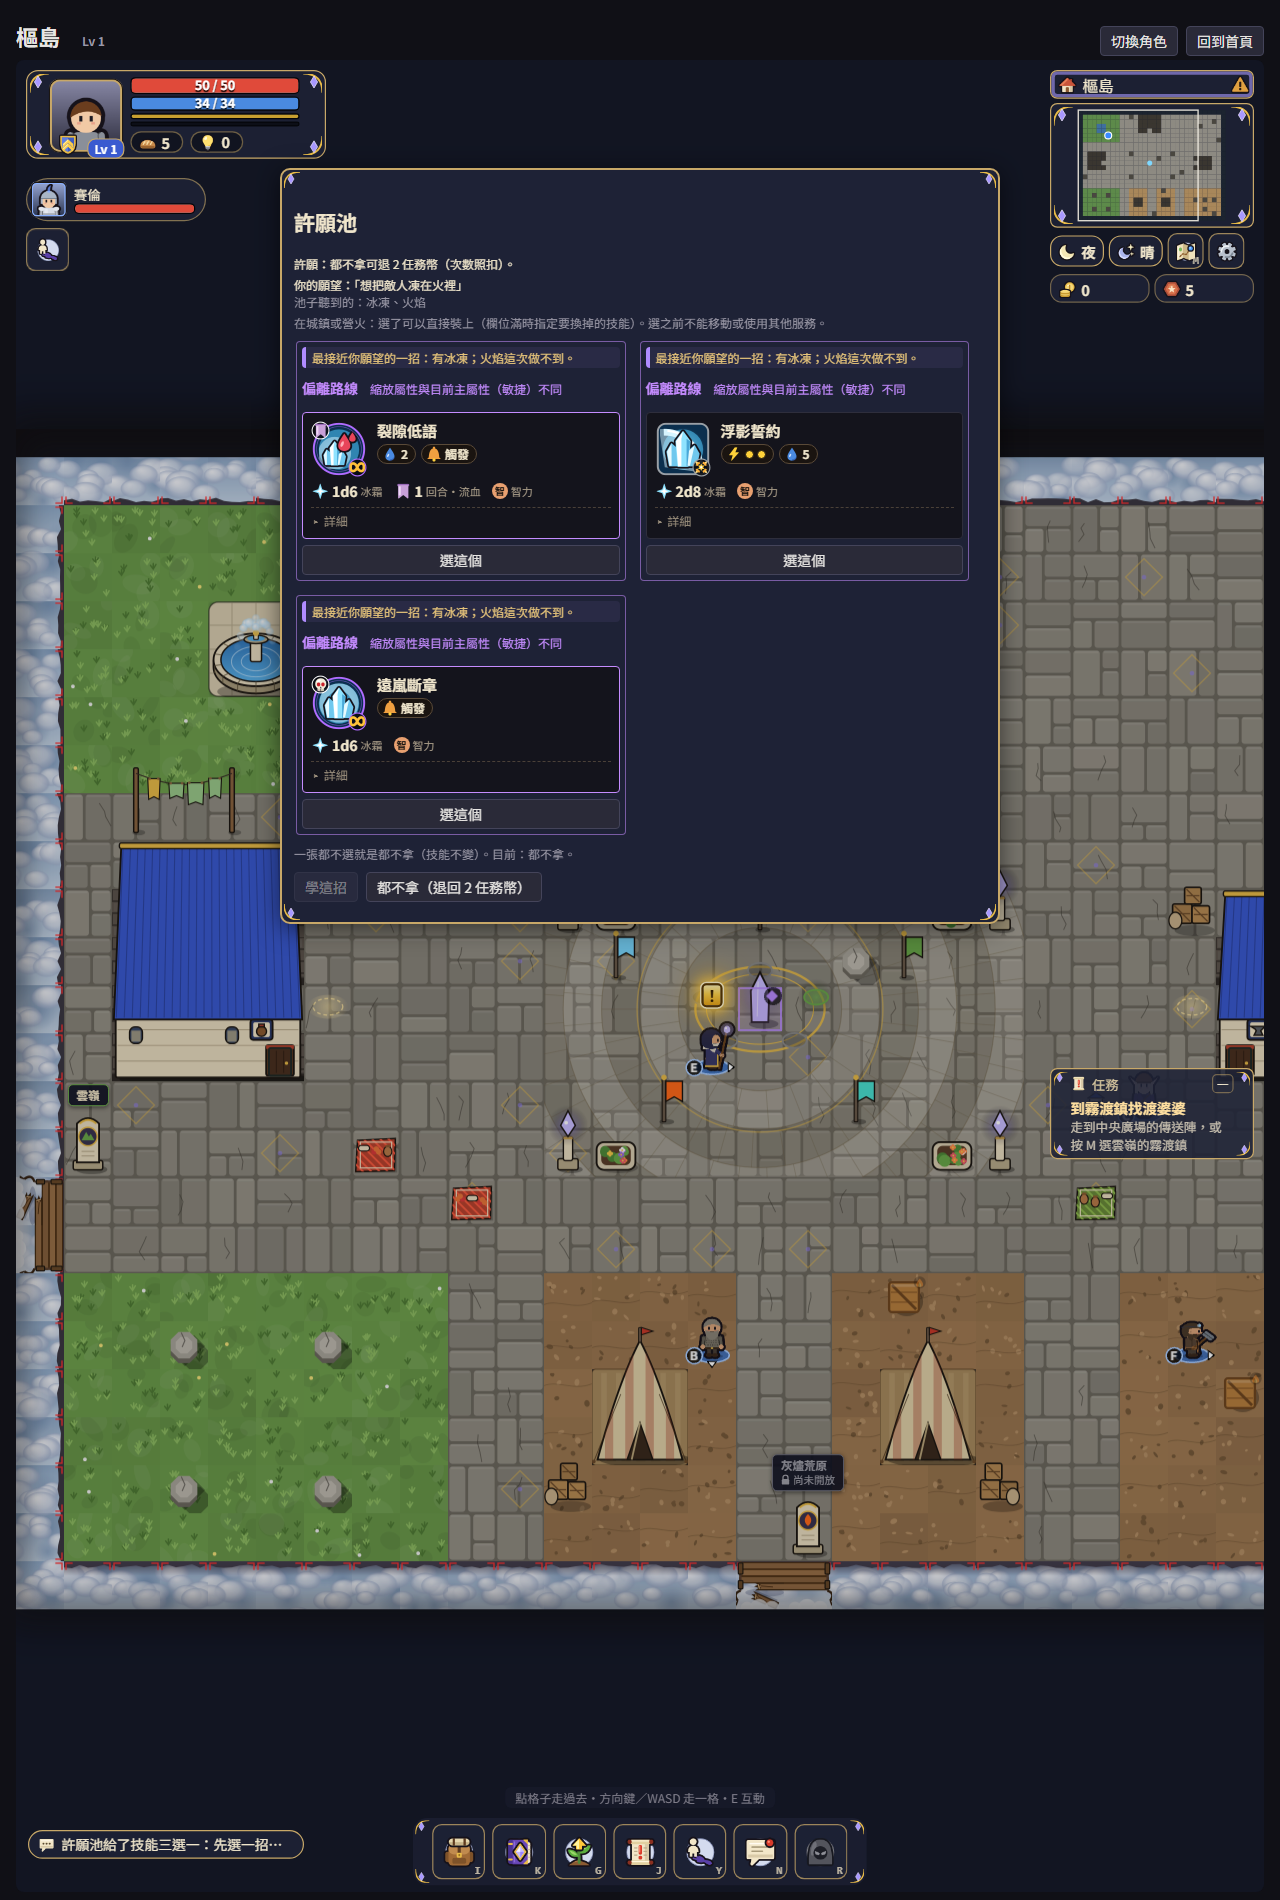 樞島 Lv 1
切換角色 回到首頁
50 / 50
34 / 34
5 0
Lv 1
賽倫
樞島
M
夜 晴
0 5
許願池
許願：都不拿可退 2 任務幣（次數照扣）。
你的願望：「想把敵人凍在火裡」
池子聽到的：冰凍、火焰
在城鎮或營火：選了可以直接裝上（欄位滿時指定要換掉的技能）。選之前不能移動或使用其他服務。
最接近你願望的一招：有冰凍；火焰這次做不到。
偏離路線 縮放屬性與目前主屬性（敏捷）不同
裂隙低語
2 觸發
1d6 冰霜 1 回合・流血 智 智力
▸ 詳細
選這個
最接近你願望的一招：有冰凍；火焰這次做不到。
偏離路線 縮放屬性與目前主屬性（敏捷）不同
浮影誓約
5
2d8 冰霜 智 智力
▸ 詳細
選這個
最接近你願望的一招：有冰凍；火焰這次做不到。
偏離路線 縮放屬性與目前主屬性（敏捷）不同
遠嵐斷章
觸發
1d6 冰霜 智 智力
▸ 詳細
選這個
一張都不選就是都不拿（技能不變）。目前：都不拿。
學這招 都不拿（退回 2 任務幣）
!
E
雲嶺
任務
到霧渡鎮找渡婆婆
走到中央廣場的傳送陣，或
按 M 選雲嶺的霧渡鎮
B
F
灰燼荒原
尚未開放
點格子走過去・方向鍵／WASD 走一格・E 互動
許願池給了技能三選一：先選一招⋯
I K G J Y N R